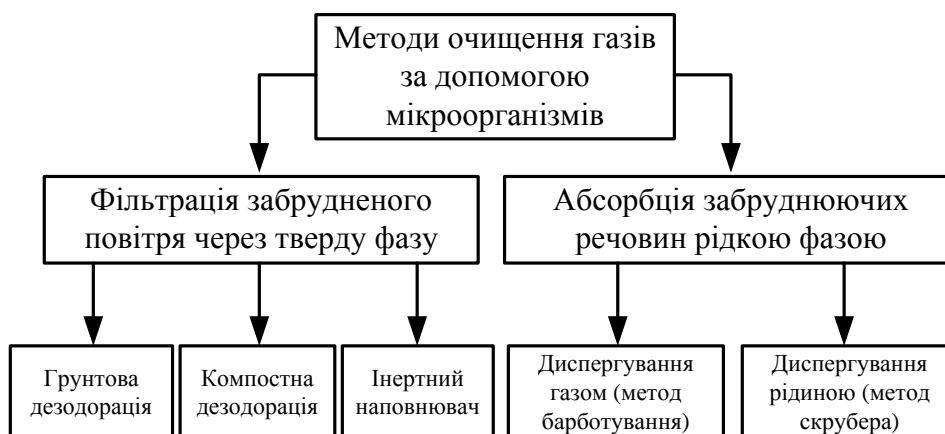 Методи очищення газів
за допомогою
мікроорганізмів
Фільтрація забрудненого
повітря через тверду фазу
Абсорбція забруднюючих
речовин рідкою фазою
Грунтова
дезодорація
Компостна
дезодорація
Інертний
наповнювач
Диспергування
газом (метод
барботування)
Диспергування
рідиною (метод
скрубера)